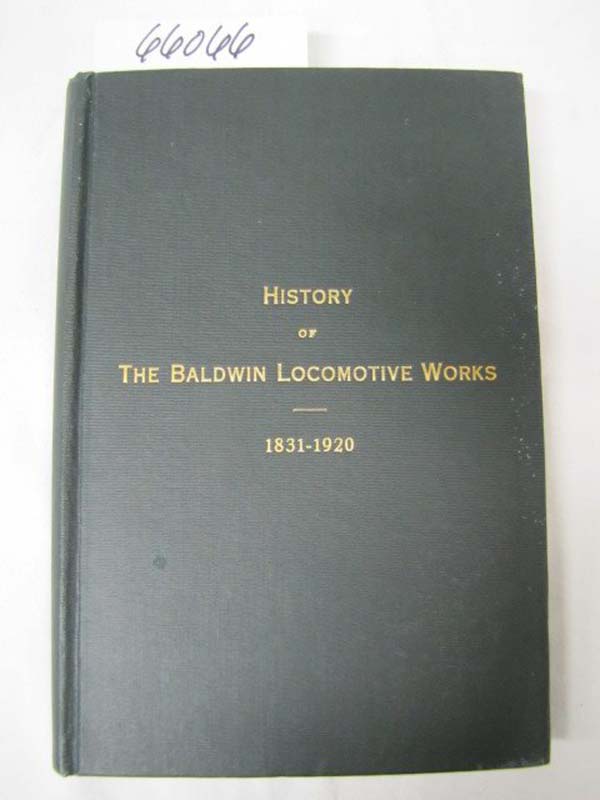 66066
HISTORY
OF
THE BALDWIN LOCOMOTIVE WORKS
1831-1920